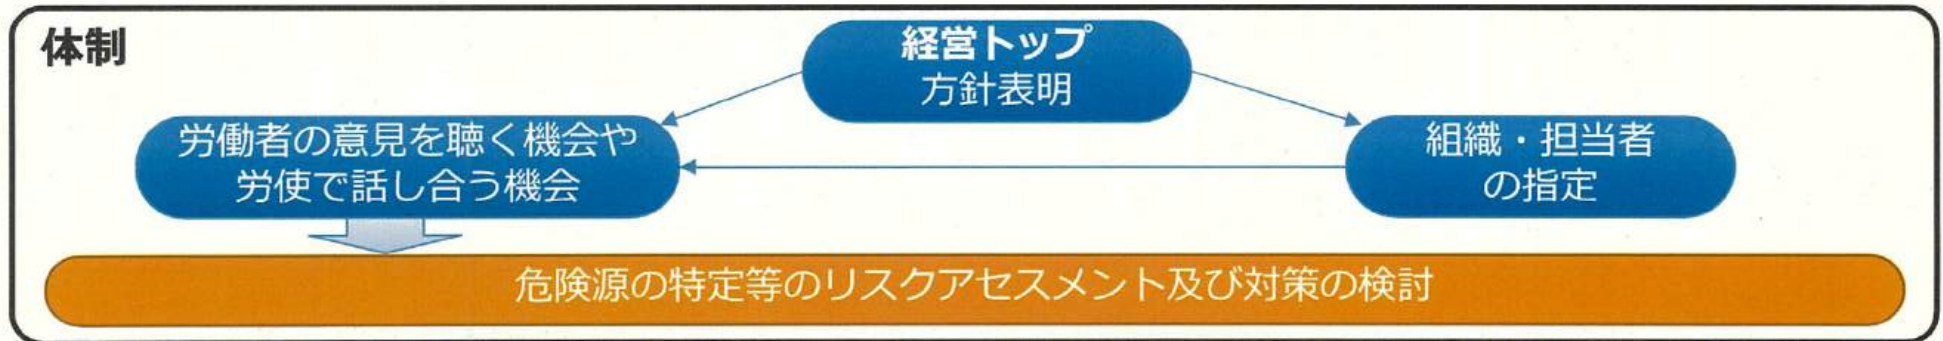 体制
経営トップ
方針表明
労働者の意見を聴く機会や
労使で話し合う機会
組織・担当者
の指定
危険源の特定等のリスクアセスメント及び対策の検討